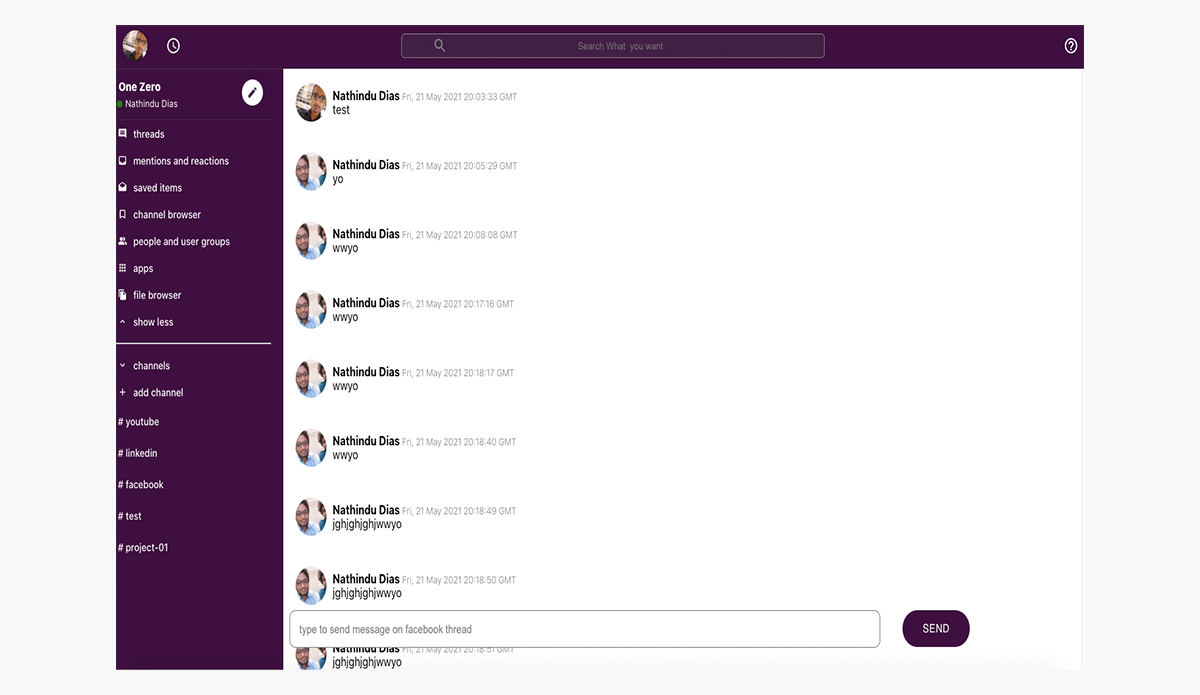 Search What you want
One Zero
Nathindu Dias
threads
mentions and reactions
saved items
channel browser
people and user groups
apps
file browser
show less
channels
+ add channel
# youtube
# linkedin
# facebook
# test
# project-01
Nathindu Dias Fri, 21 May 2021 20:03:33 GMT
test
Nathindu Dias Fri, 21 May 2021 20:05:29 GMT
yo
Nathindu Dias Fri, 21 May 2021 20:08:08 GMT
wwyo
Nathindu Dias Fri, 21 May 2021 20:17:16 GMT
wwyo
Nathindu Dias Fri, 21 May 2021 20:18:17 GMT
wwyo
Nathindu Dias Fri, 21 May 2021 20:18:40 GMT
wwyo
Nathindu Dias Fri, 21 May 2021 20:18:49 GMT
jghjghjghjwwyo
Nathindu Dias Fri, 21 May 2021 20:18:50 GMT
jghjghjghjwwyo
type to send message on facebook thread
SEND
Nathindu Dias Fri, 21 May 2021 20:18:51 GMT
jghjghjghjwwyo